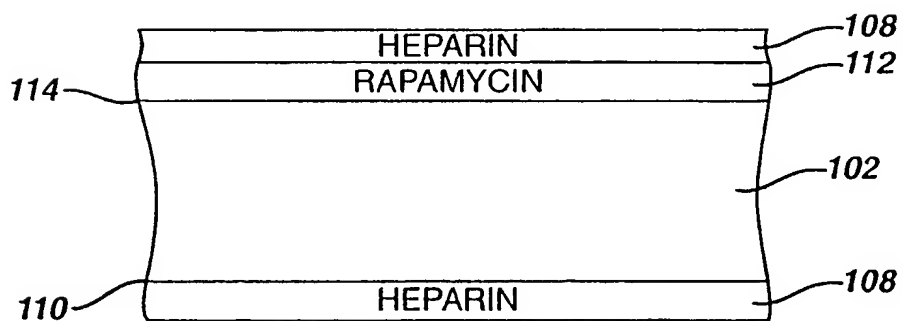 HEPARIN 108
RAPAMYCIN 112
114
102
110 HEPARIN 108